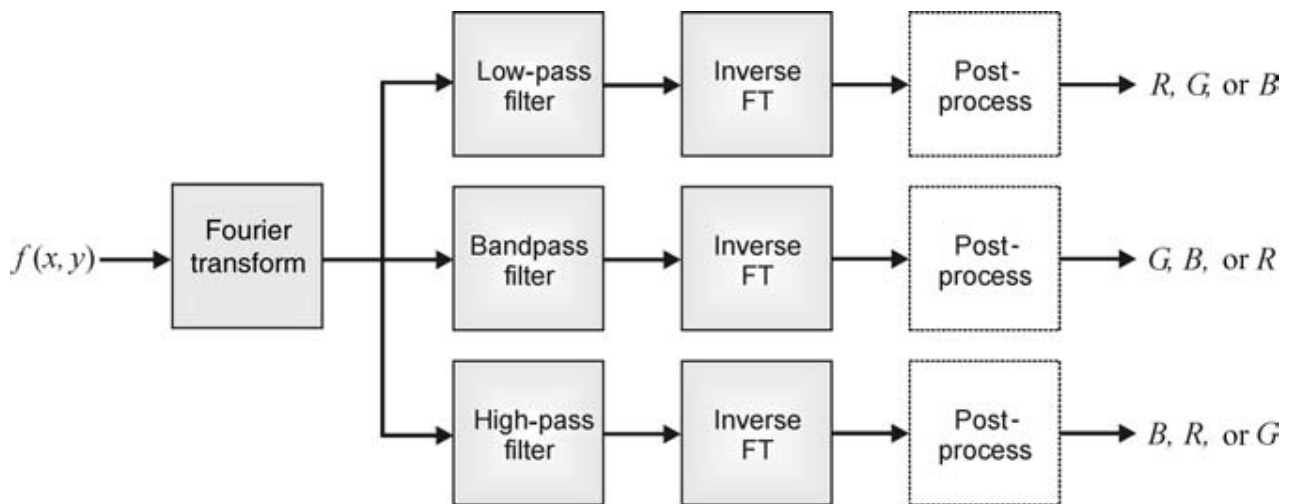 Low-pass
filter
Inverse
FT
Post-
process
R, G, or B
f(x, y)
Fourier
transform
Bandpass
filter
Inverse
FT
Post-
process
G, B, or R
High-pass
filter
Inverse
FT
Post-
process
B, R, or G